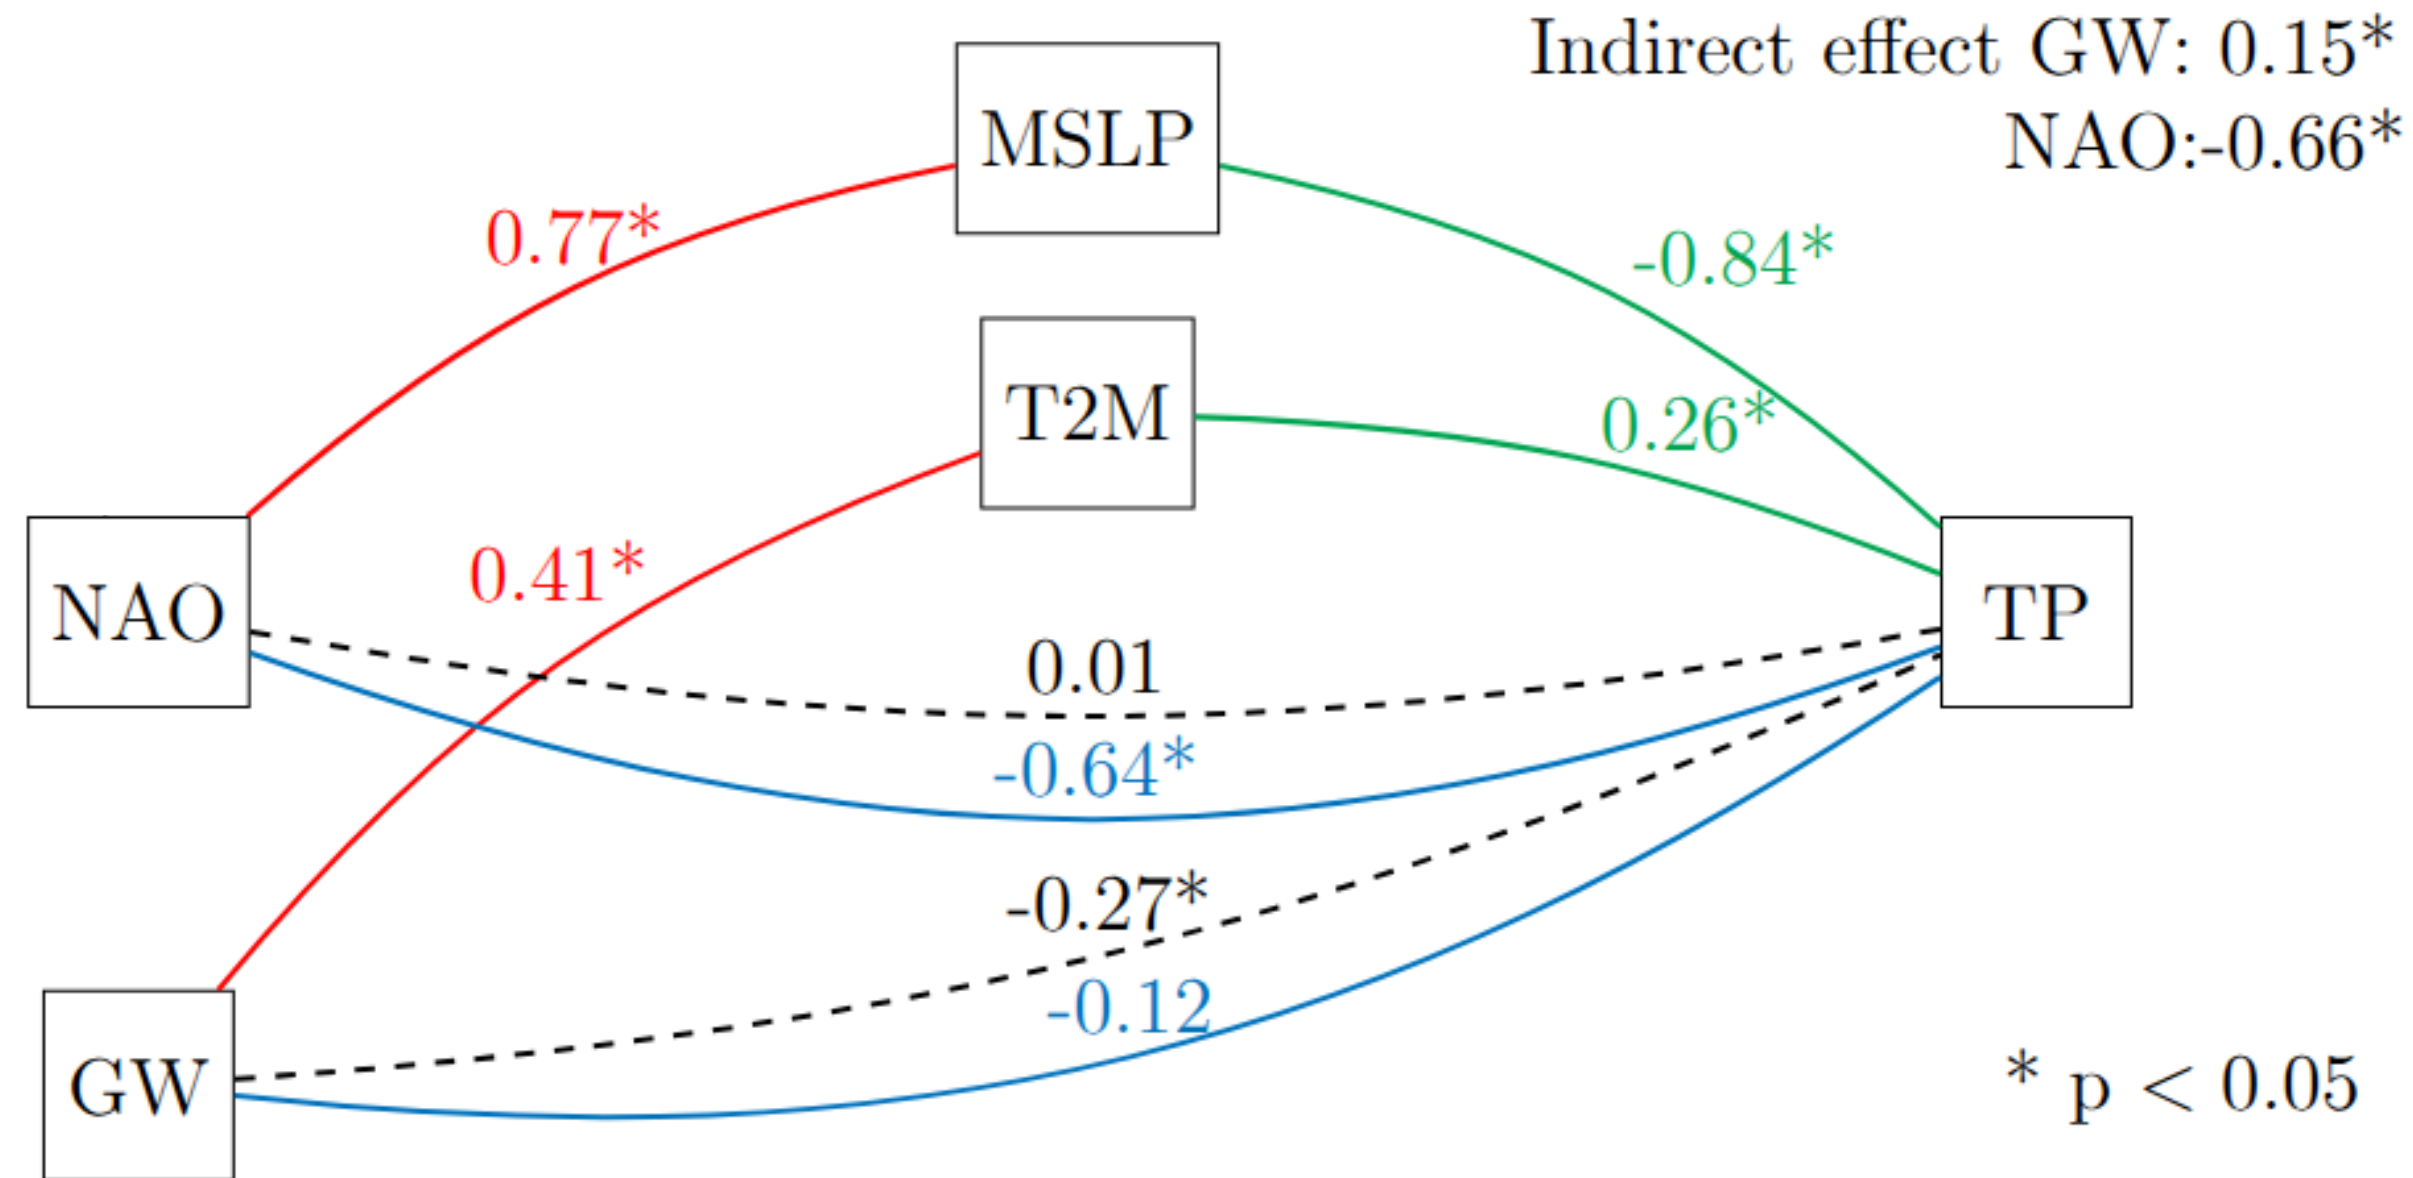 Indirect effect GW: 0.15*
NAO:-0.66*
MSLP
0.77*
-0.84*
T2M
0.26*
0.41*
NAO
TP
0.01
-0.64*
-0.27*
-0.12
GW
* p < 0.05